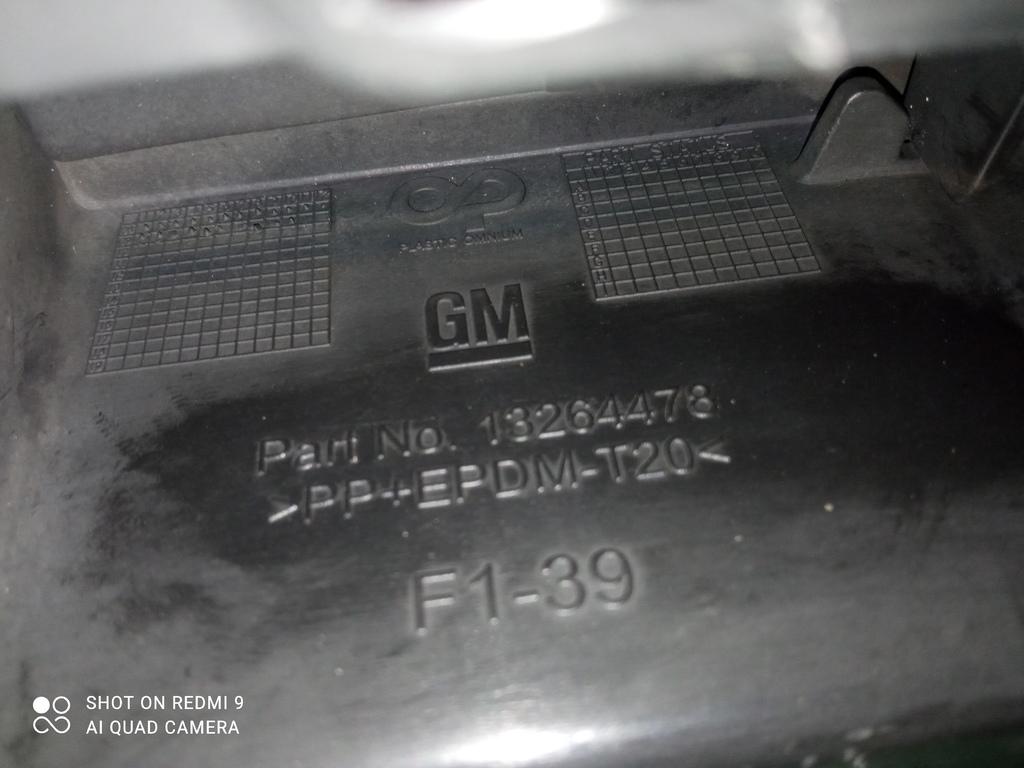 PLASTIC OMNIUM
GM
Part No. 13264478
>PP+EPDM-T20<
F1-39
SHOT ON REDMI 9
AI QUAD CAMERA